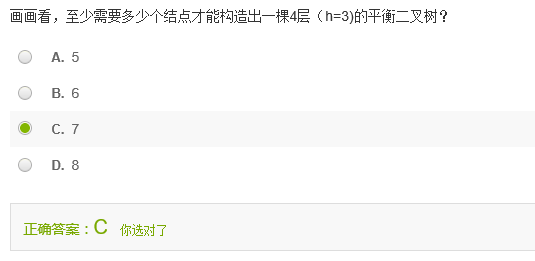 画画看，至少需要多少个结点才能构造出一棵4层（h=3)的平衡二叉树？
A. 5
B. 6
C. 7
D. 8
正确答案：C 你选对了